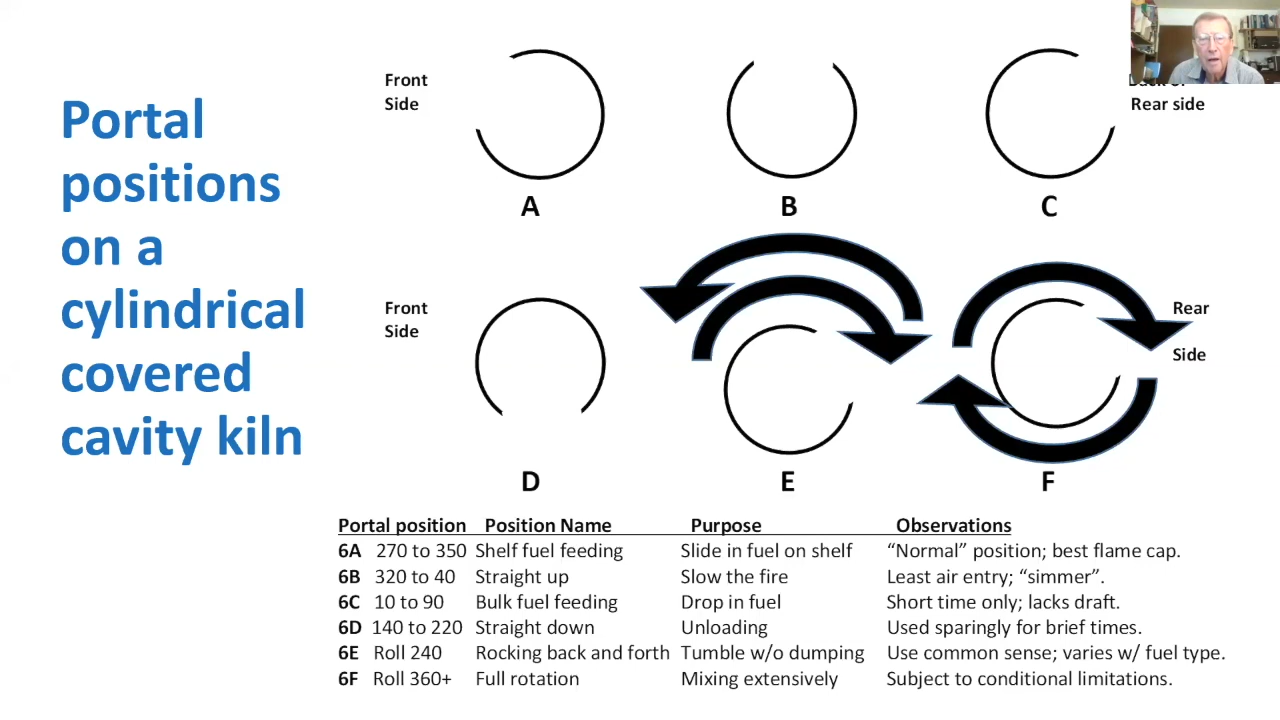 Portal
positions
on a
cylindrical
covered
cavity kiln
Front
Side
Rear side
A
B
C
Front
Side
Rear
Side
D
E
F
Portal position Position Name Purpose Observations
6A 270 to 350 Shelf fuel feeding Slide in fuel on shelf “Normal” position; best flame cap.
6B 320 to 40 Straight up Slow the fire Least air entry; “simmer”.
6C 10 to 90 Bulk fuel feeding Drop in fuel Short time only; lacks draft.
6D 140 to 220 Straight down Unloading Used sparingly for brief times.
6E Roll 240 Rocking back and forth Tumble w/o dumping Use common sense; varies w/ fuel type.
6F Roll 360+ Full rotation Mixing extensively Subject to conditional limitations.